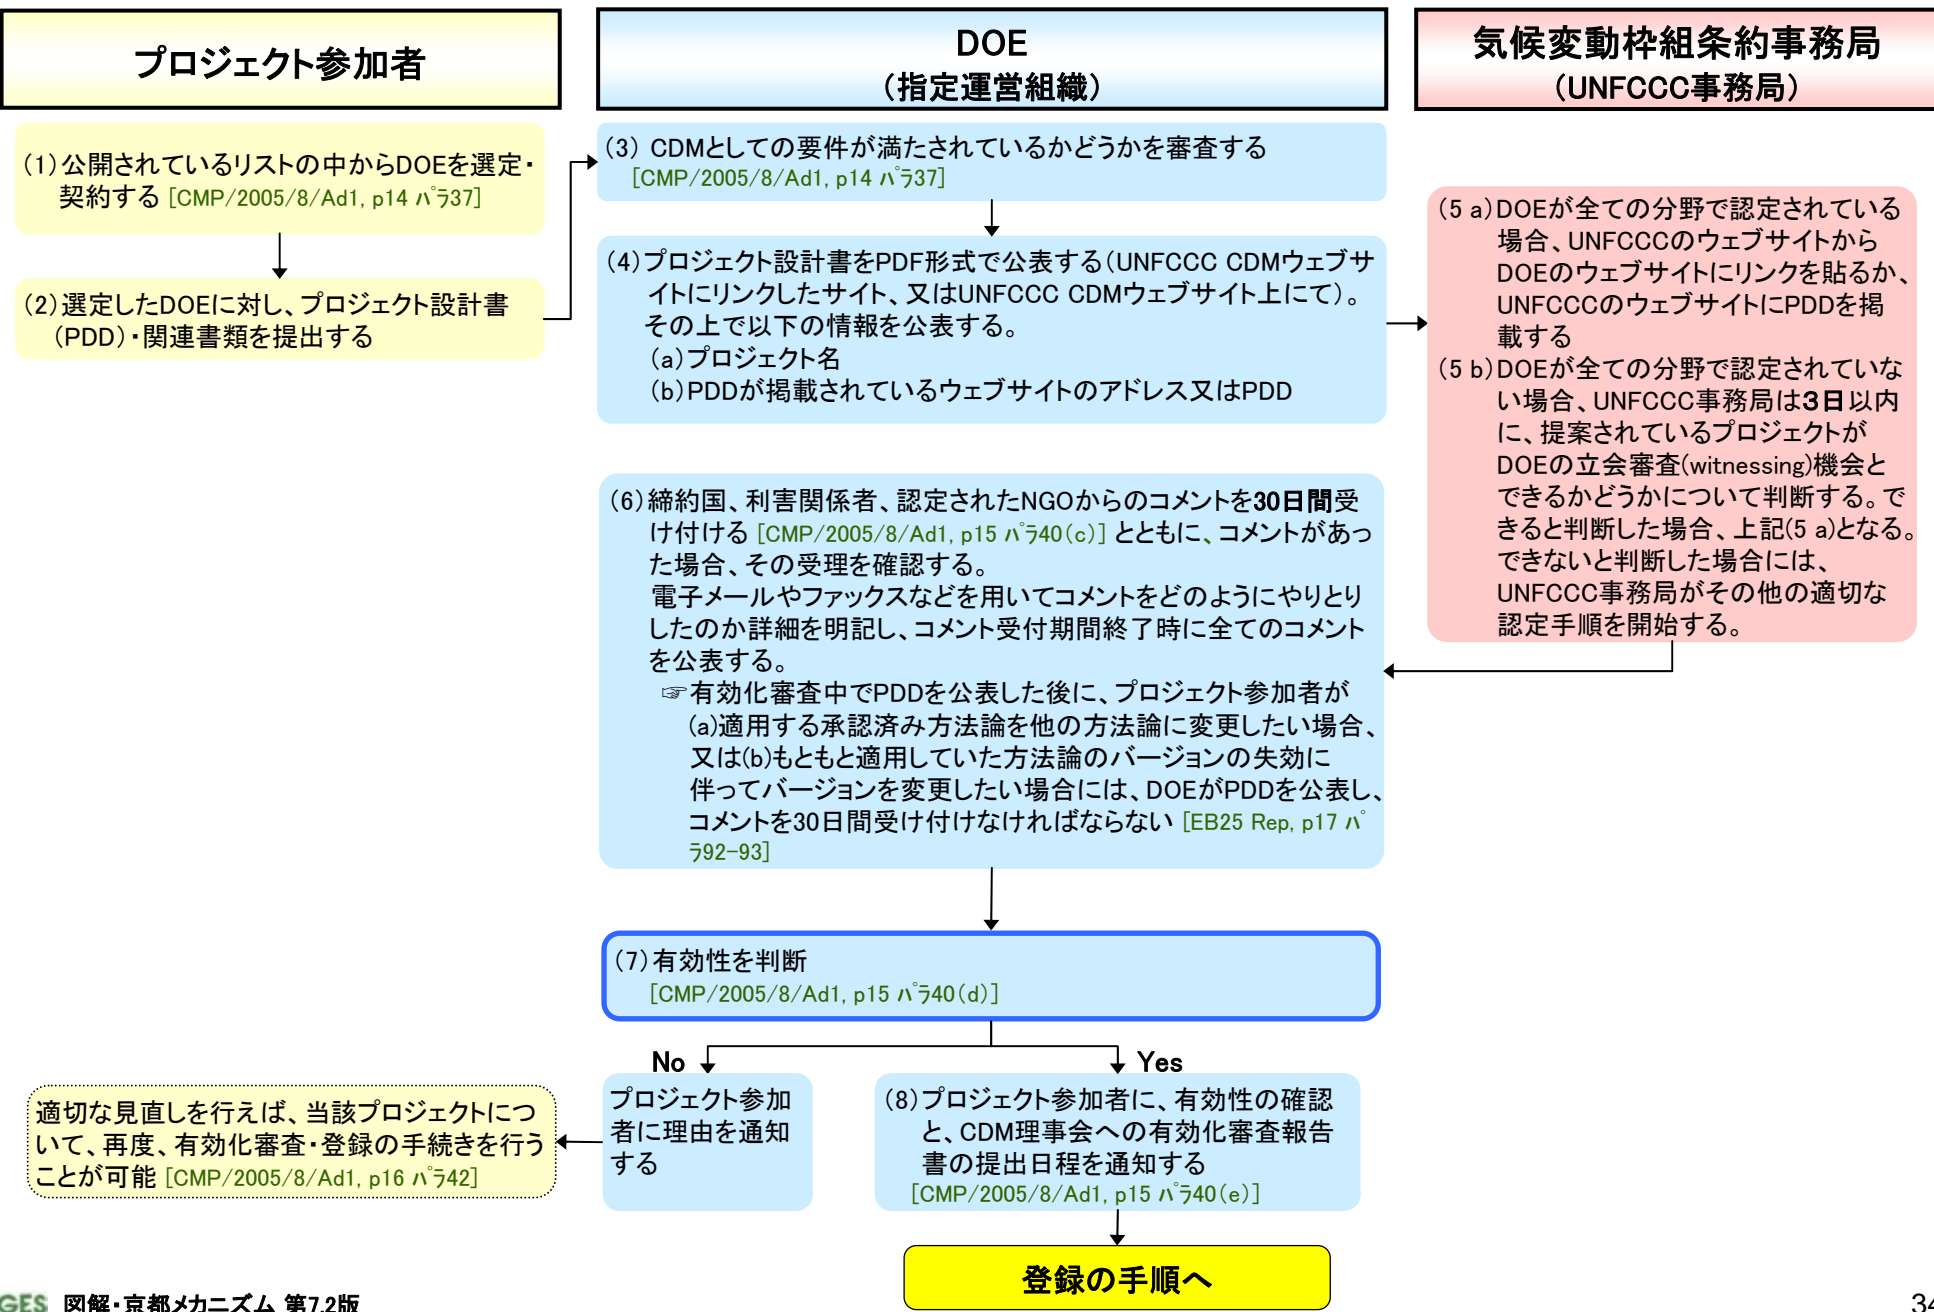 プロジェクト参加者
DOE
（指定運営組織）
気候変動枠組条約事務局
（UNFCCC事務局）
（1）公開されているリストの中からDOEを選定・
契約する [CMP/2005/8/Ad1, p14 ﾊﾟﾗ37]
（2）選定したDOEに対し、プロジェクト設計書
（PDD）・関連書類を提出する
（3） CDMとしての要件が満たされているかどうかを審査する
[CMP/2005/8/Ad1, p14 ﾊﾟﾗ37]
（4）プロジェクト設計書をPDF形式で公表する（UNFCCC CDMウェブサ
イトにリンクしたサイト、又はUNFCCC CDMウェブサイト上にて）。
その上で以下の情報を公表する。
（a）プロジェクト名
（b）PDDが掲載されているウェブサイトのアドレス又はPDD
（5 a）DOEが全ての分野で認定されている
場合、UNFCCCのウェブサイトから
DOEのウェブサイトにリンクを貼るか、
UNFCCCのウェブサイトにPDDを掲
載する
（5 b）DOEが全ての分野で認定されていな
い場合、UNFCCC事務局は3日以内
に、提案されているプロジェクトが
DOEの立会審査(witnessing)機会と
できるかどうかについて判断する。で
きると判断した場合、上記(5 a)となる。
できないと判断した場合には、
UNFCCC事務局がその他の適切な
認定手順を開始する。
（6）締約国、利害関係者、認定されたNGOからのコメントを30日間受
け付ける [CMP/2005/8/Ad1, p15 ﾊﾟﾗ40(c)] とともに、コメントがあっ
た場合、その受理を確認する。
電子メールやファックスなどを用いてコメントをどのようにやりとり
したのか詳細を明記し、コメント受付期間終了時に全てのコメント
を公表する。
☞有効化審査中でPDDを公表した後に、プロジェクト参加者が
(a)適用する承認済み方法論を他の方法論に変更したい場合、
又は(b)もともと適用していた方法論のバージョンの失効に
伴ってバージョンを変更したい場合には、DOEがPDDを公表し、
コメントを30日間受け付けなければならない [EB25 Rep, p17 ﾊﾟ
ﾗ92-93]
（7）有効性を判断
[CMP/2005/8/Ad1, p15 ﾊﾟﾗ40(d)]
No
Yes
適切な見直しを行えば、当該プロジェクトにつ
いて、再度、有効化審査・登録の手続きを行う
ことが可能 [CMP/2005/8/Ad1, p16 ﾊﾟﾗ42]
プロジェクト参加
者に理由を通知
する
（8）プロジェクト参加者に、有効性の確認
と、CDM理事会への有効化審査報告
書の提出日程を通知する
[CMP/2005/8/Ad1, p15 ﾊﾟﾗ40(e)]
登録の手順へ
GES 図解・京都メカニズム 第7.2版
34